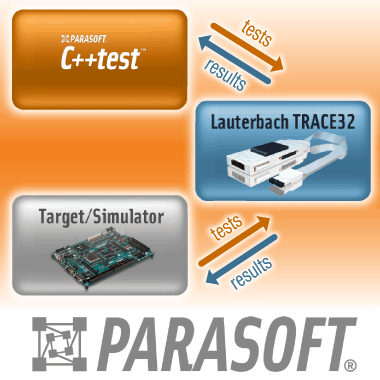 PARASOFT.
C++test™
tests
results
Lauterbach TRACE32
Target/Simulator
tests
results
PARASOFT®